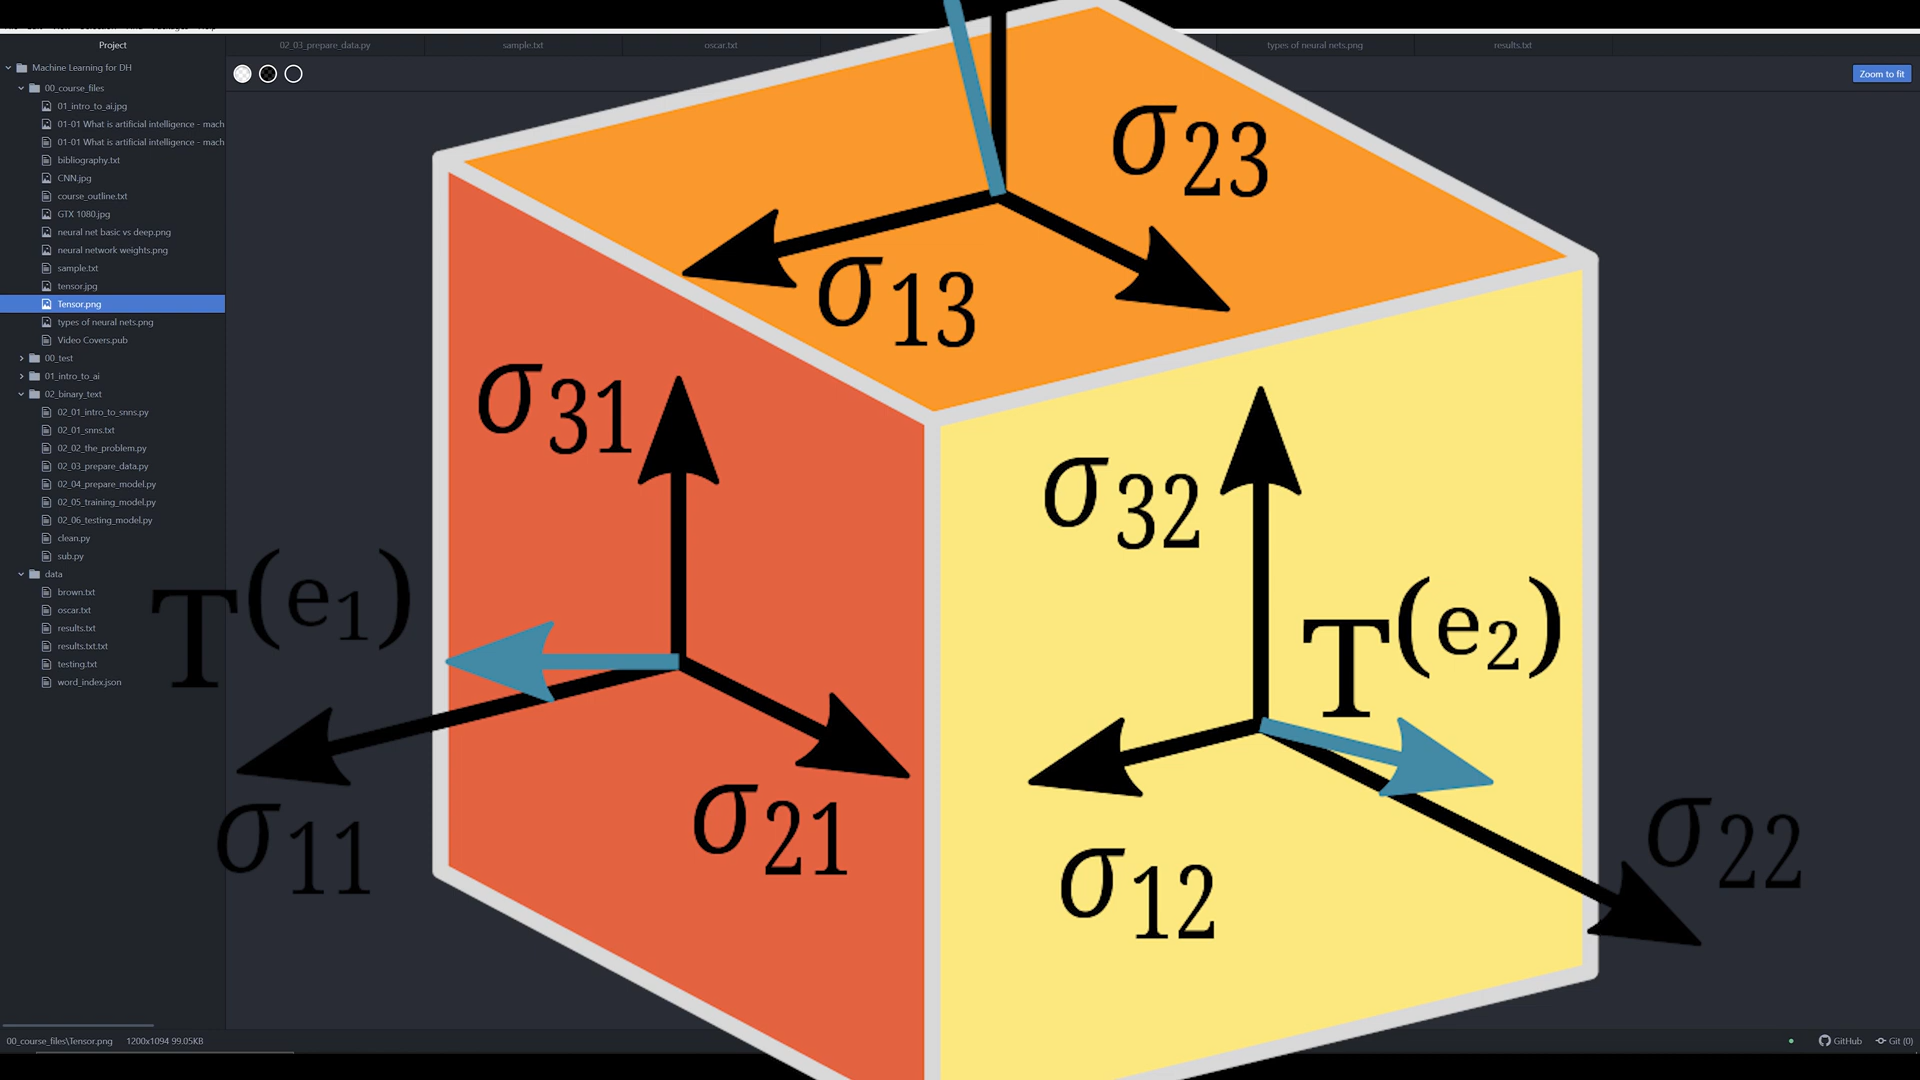 Project
02_03_prepare_data.py
sample.txt
oscar.txt
types of neural nets.png
results.txt
Zoom to fit
Machine Learning for DH
00_course_files
01_intro_to_ai.jpg
01-01 What is artificial intelligence - mach
01-01 What is artificial intelligence - mach
bibliography.txt
CNN.jpg
course_outline.txt
GTX 1080.jpg
neural net basic vs deep.png
neural network weights.png
sample.txt
tensor.jpg
Tensor.png
types of neural nets.png
Video Covers.pub
00_test
01_intro_to_ai
02_binary_text
02_01_intro_to_snns.py
02_01_snns.txt
02_02_the_problem.py
02_03_prepare_data.py
02_04_prepare_model.py
02_05_training_model.py
02_06_testing_model.py
clean.py
sub.py
data
brown.txt
oscar.txt
results.txt
results.txt.txt
testing.txt
word_index.json
σ23
σ13
σ31
σ32
T(e1)
T(e2)
σ11
σ21
σ12
σ22
00_course_files\Tensor.png
1200x1094 99.05KB
GitHub
Git (0)